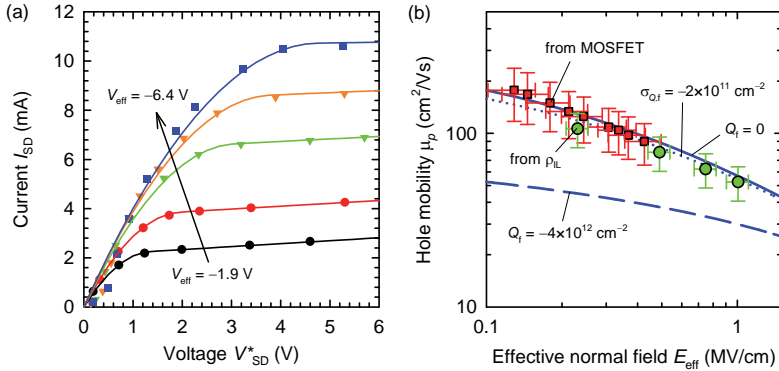 (a)
12
10
8
6
4
2
0
Current I_SD (mA)
V_eff = −6.4 V
V_eff = −1.9 V
0 1 2 3 4 5 6
Voltage V*_SD (V)
(b)
100
10
Hole mobility μ_p (cm²/Vs)
from MOSFET
σ_Q,f = −2×10¹¹ cm⁻²
Q_f = 0
from ρ_IL
Q_f = −4×10¹² cm⁻²
0.1 1
Effective normal field E_eff (MV/cm)